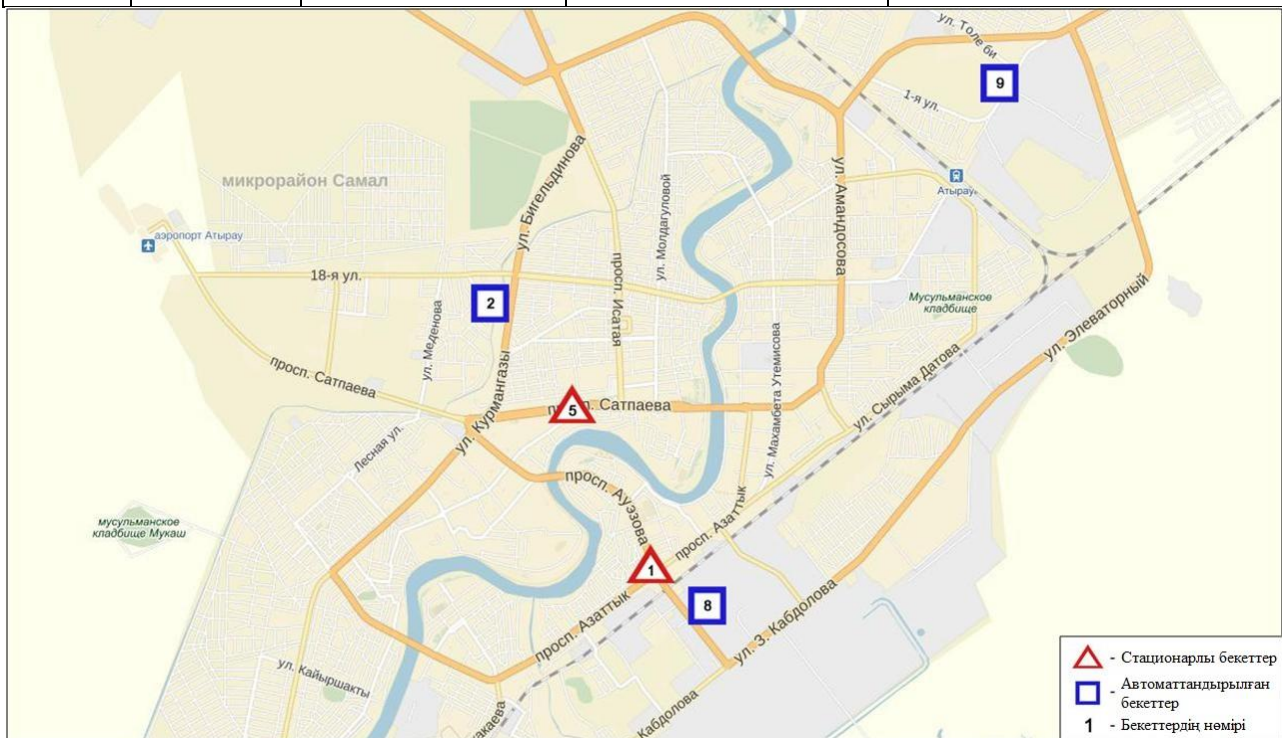 ул. Толе би
9
1-я ул.
Атырау
ул. Бигельдинова
микрорайон Самал
ул. Молдагуловой
ул. Амандосова
аэропорт Атырау
18-я ул.
просп. Исатая
2
Мусульманское
кладбище
ул. Элеваторный
ул. Меденова
просп. Сатпаева
ул. Курмангазы
ул. Махамбета Утемисова
ул. Сырыма Датова
5
Сатпаева
Лесная ул.
просп. Ауэзова
просп. Азаттык
мусульманское
кладбище Мукаш
1
8
просп. Азаттык
ул. З. Кабдолова
ул. Кайыршакты
Кабдолова
- Стационарлы бекеттер
- Автоматтандырылған
бекеттер
1 - Бекеттердің нөмірі